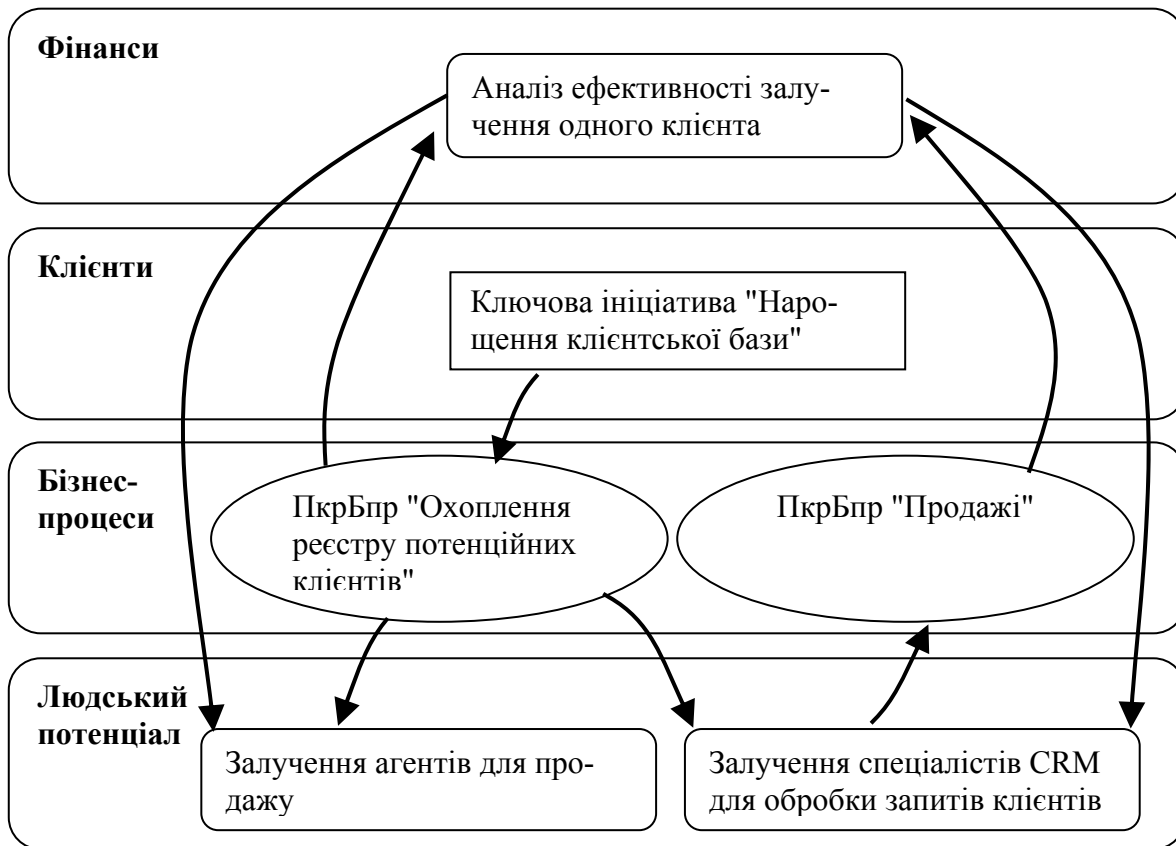 Фінанси
Аналіз ефективності залу-
чення одного клієнта
Клієнти
Ключова ініціатива "Наро-
щення клієнтської бази"
Бізнес-
процеси
ПкрБпр "Охоплення
реєстру потенційних
клієнтів"
ПкрБпр "Продажі"
Людський
потенціал
Залучення агентів для про-
дажу
Залучення спеціалістів CRM
для обробки запитів клієнтів